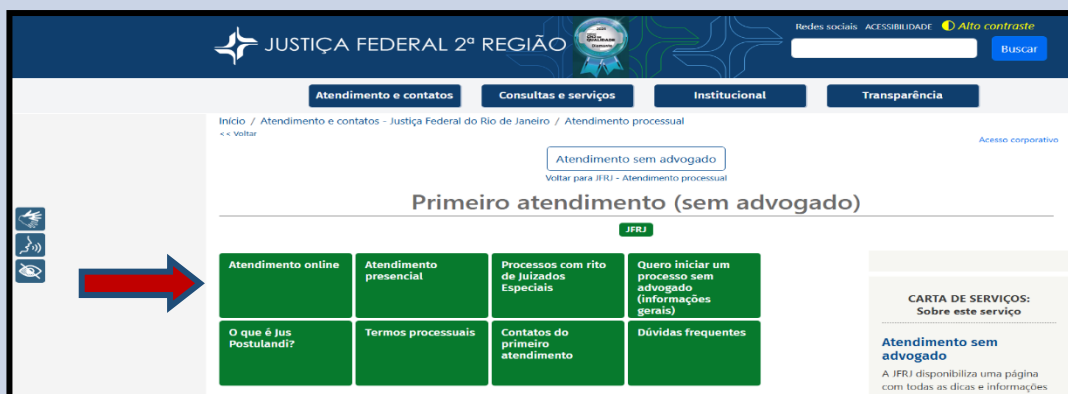 Redes sociais ACESSIBILIDADE Alto contraste
JUSTIÇA FEDERAL 2ª REGIÃO
Diamante
Buscar
Atendimento e contatos
Consultas e serviços
Institucional
Transparência
Início / Atendimento e contatos - Justiça Federal do Rio de Janeiro / Atendimento processual
<< Voltar
Acesso corporativo
Atendimento sem advogado
Voltar para JFRJ - Atendimento processual
Primeiro atendimento (sem advogado)
JFRJ
Atendimento online
Atendimento
presencial
Processos com rito
de Juizados
Especiais
Quero iniciar um
processo sem
advogado
(informações
gerais)
O que é Jus
Postulandi?
Termos processuais
Contatos do
primeiro
atendimento
Dúvidas frequentes
CARTA DE SERVIÇOS:
Sobre este serviço
Atendimento sem
advogado
A JFRJ disponibiliza uma página
com todas as dicas e informações